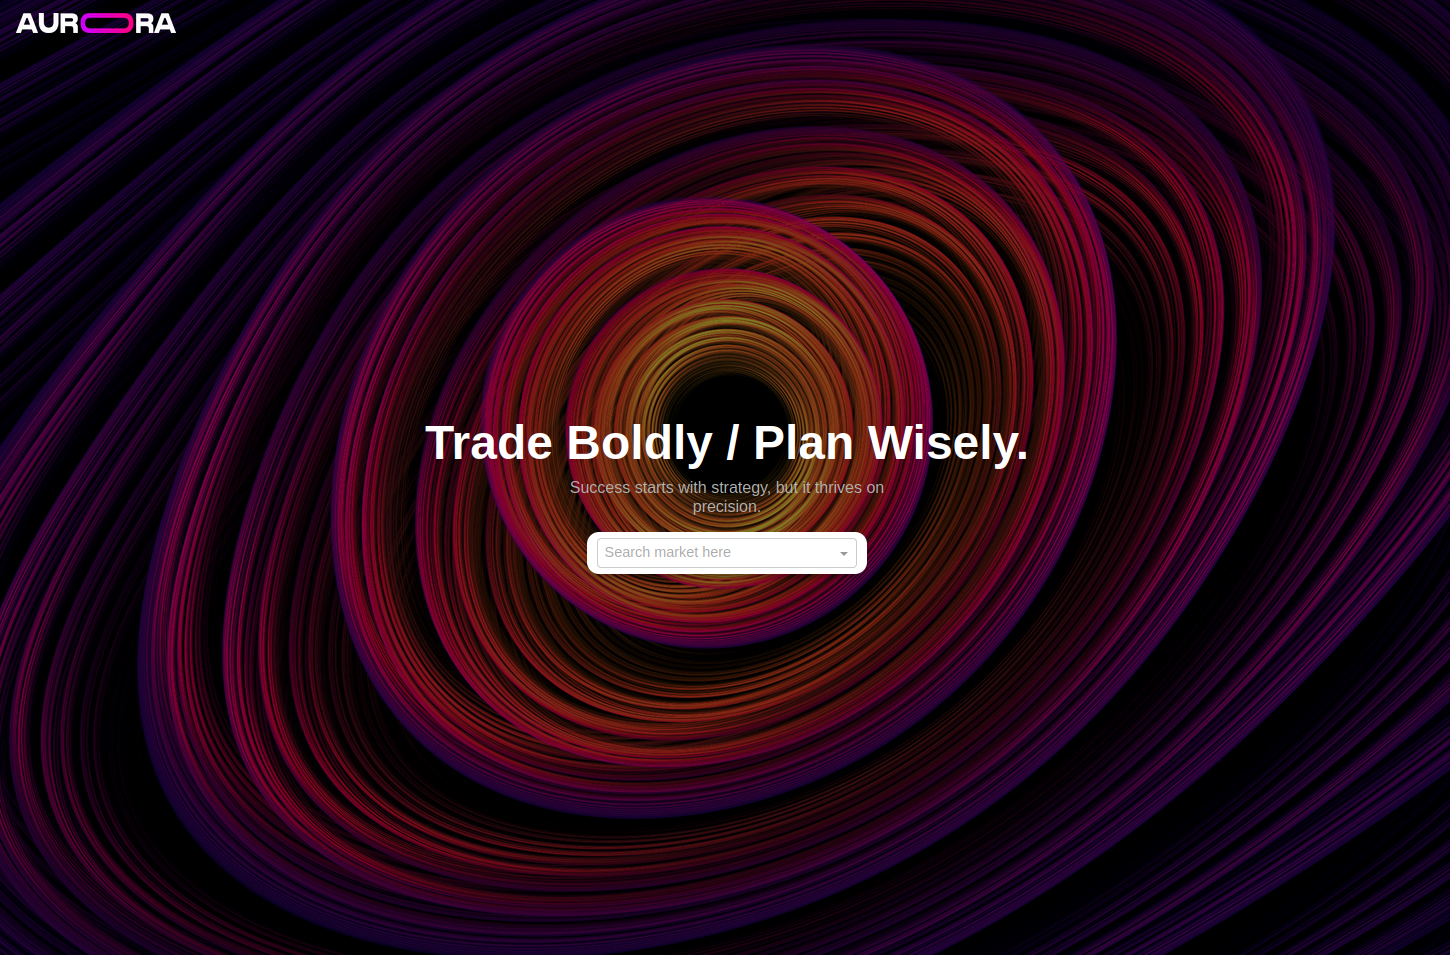 AURORA
Trade Boldly / Plan Wisely.
Success starts with strategy, but it thrives on
precision.
Search market here